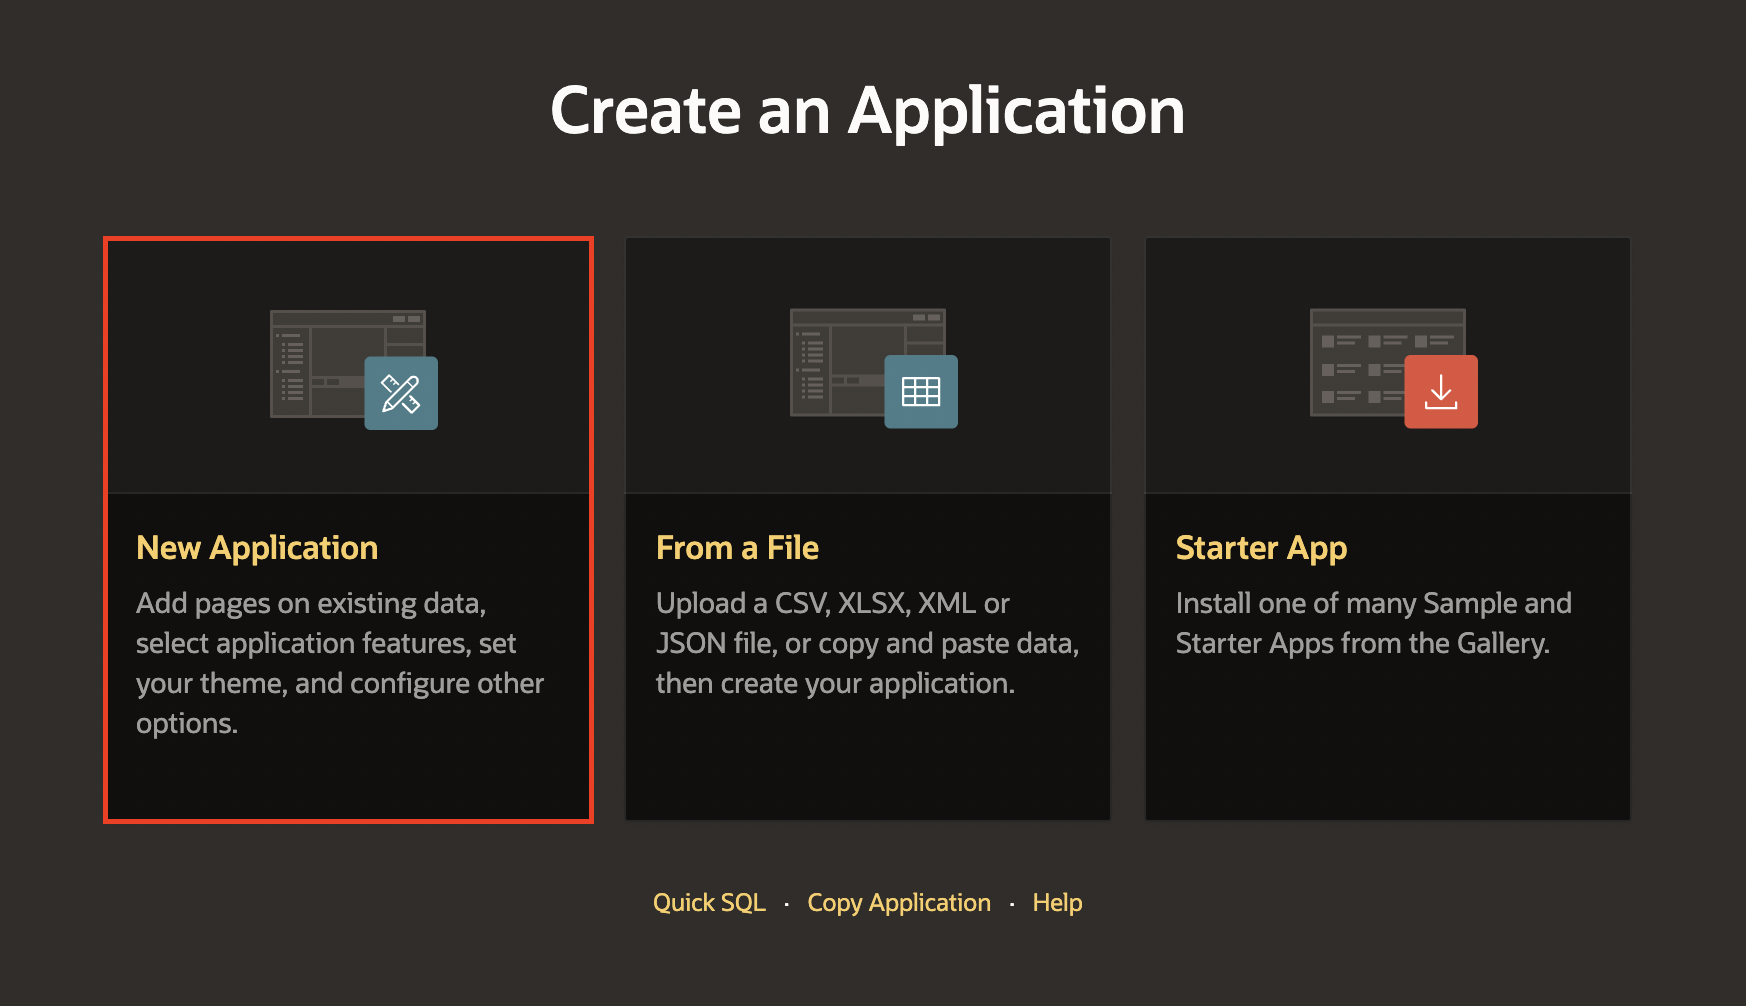 Create an Application
New Application
Add pages on existing data,
select application features, set
your theme, and configure other
options.
From a File
Upload a CSV, XLSX, XML or
JSON file, or copy and paste data,
then create your application.
Starter App
Install one of many Sample and
Starter Apps from the Gallery.
Quick SQL · Copy Application · Help